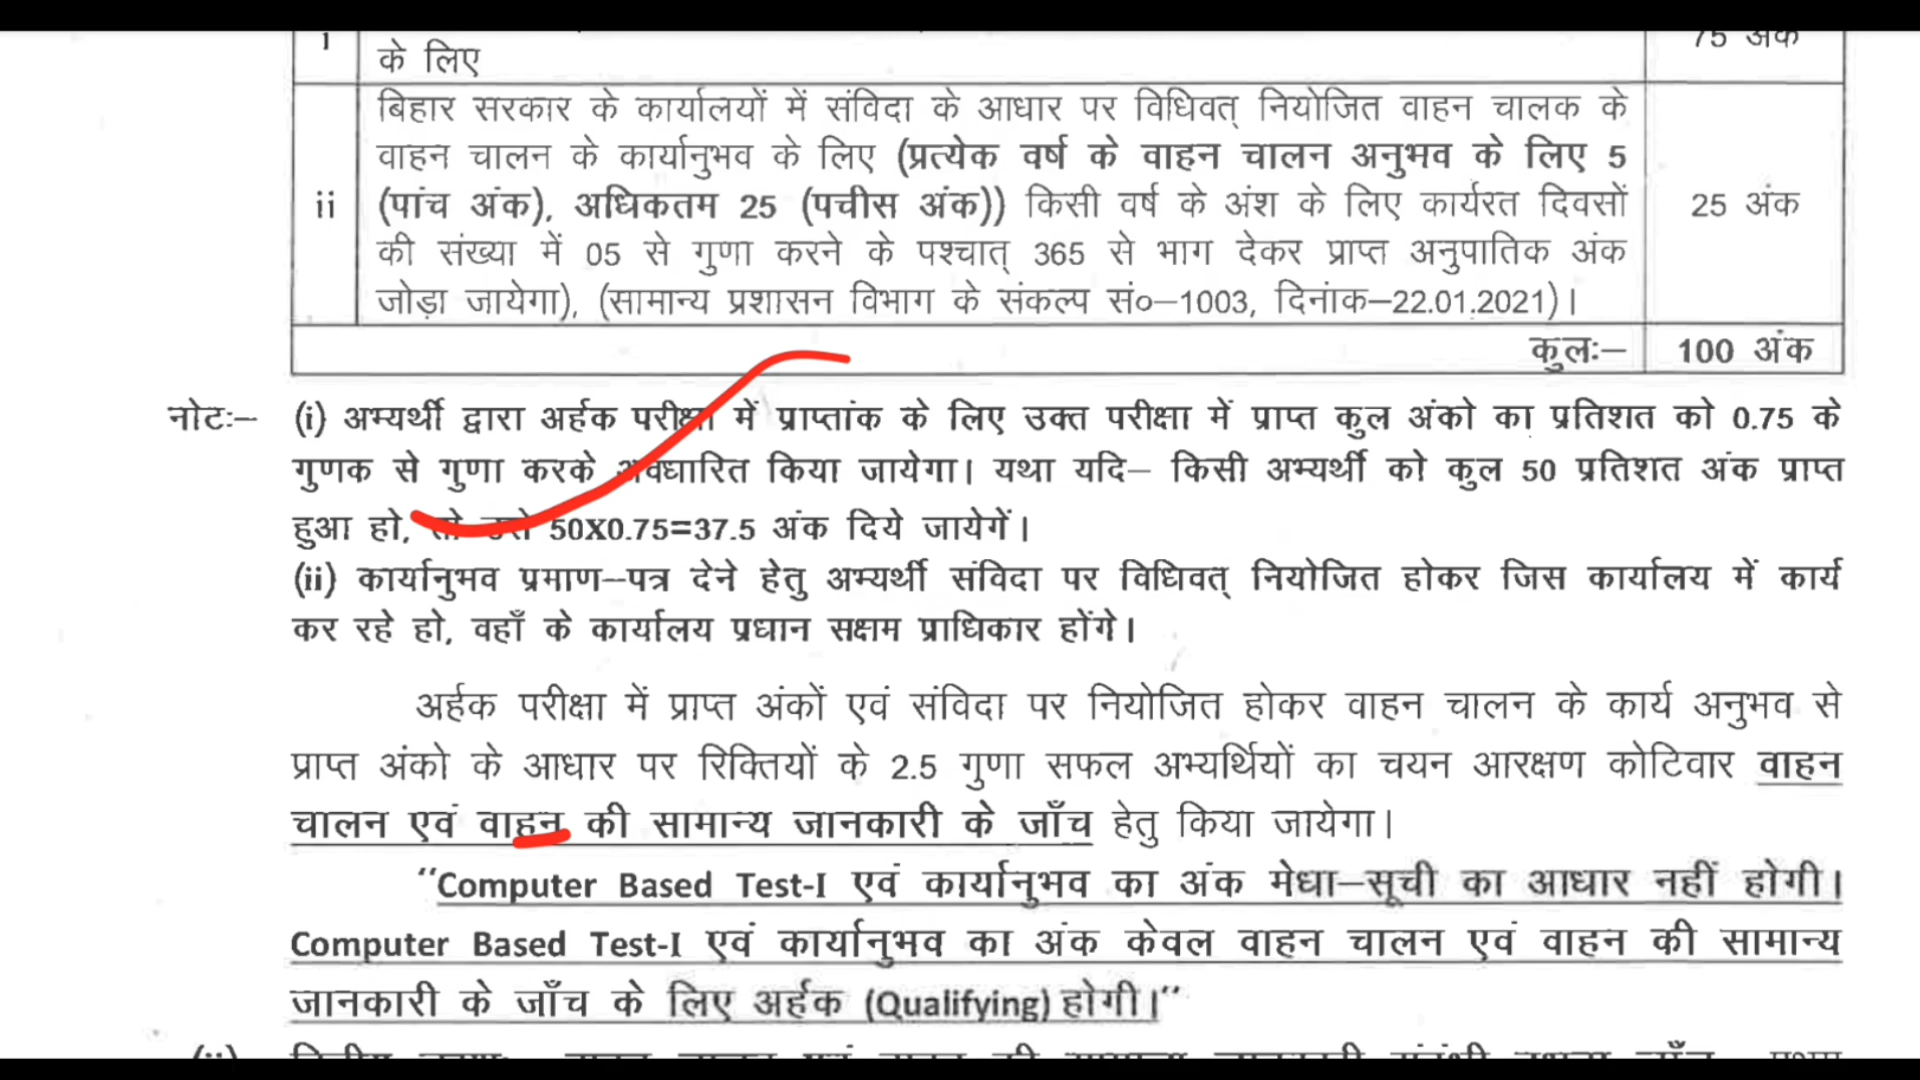 i
के लिए
75 अंक
बिहार सरकार के कार्यालयों में संविदा के आधार पर विधिवत् नियोजित वाहन चालक के
वाहन चालन के कार्यानुभव के लिए (प्रत्येक वर्ष के वाहन चालन अनुभव के लिए 5
ii (पांच अंक), अधिकतम 25 (पचीस अंक)) किसी वर्ष के अंश के लिए कार्यरत दिवसों 25 अंक
की संख्या में 05 से गुणा करने के पश्चात् 365 से भाग देकर प्राप्त अनुपातिक अंक
जोड़ा जायेगा), (सामान्य प्रशासन विभाग के संकल्प सं०–1003, दिनांक–22.01.2021)।
कुलः– 100 अंक
नोटः– (i) अभ्यर्थी द्वारा अर्हक परीक्षा में प्राप्तांक के लिए उक्त परीक्षा में प्राप्त कुल अंको का प्रतिशत को 0.75 के
गुणक से गुणा करके अवधारित किया जायेगा। यथा यदि– किसी अभ्यर्थी को कुल 50 प्रतिशत अंक प्राप्त
हुआ हो, तो उसे 50X0.75=37.5 अंक दिये जायेगें।
(ii) कार्यानुभव प्रमाण–पत्र देने हेतु अभ्यर्थी संविदा पर विधिवत् नियोजित होकर जिस कार्यालय में कार्य
कर रहे हो, वहाँ के कार्यालय प्रधान सक्षम प्राधिकार होंगे।
अर्हक परीक्षा में प्राप्त अंकों एवं संविदा पर नियोजित होकर वाहन चालन के कार्य अनुभव से
प्राप्त अंको के आधार पर रिक्तियों के 2.5 गुणा सफल अभ्यर्थियों का चयन आरक्षण कोटिवार वाहन
चालन एवं वाहन की सामान्य जानकारी के जाँच हेतु किया जायेगा।
“Computer Based Test-I एवं कार्यानुभव का अंक मेधा–सूची का आधार नहीं होगी।
Computer Based Test-I एवं कार्यानुभव का अंक केवल वाहन चालन एवं वाहन की सामान्य
जानकारी के जाँच के लिए अर्हक (Qualifying) होगी।”